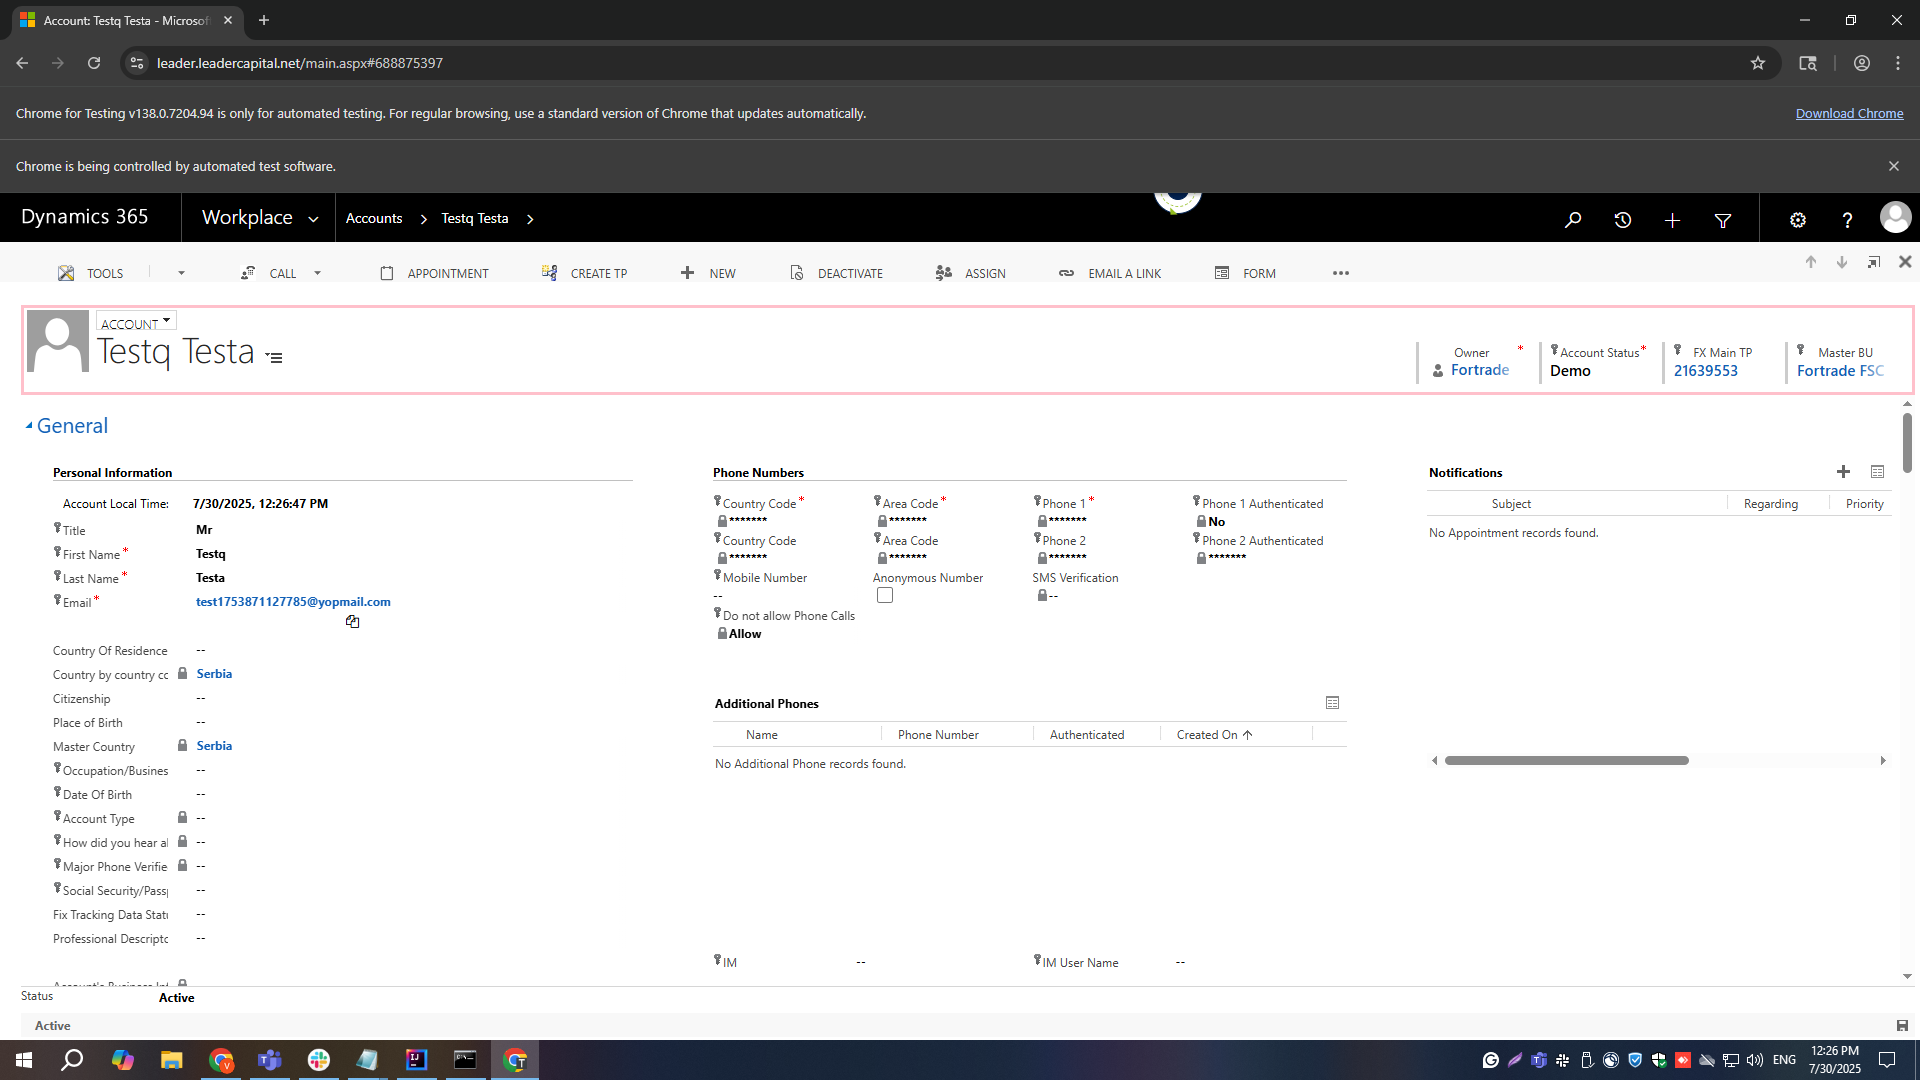 Account: Testq Testa - Microsof
leader.leadercapital.net/main.aspx#688875397
Chrome for Testing v138.0.7204.94 is only for automated testing. For regular browsing, use a standard version of Chrome that updates automatically.
Download Chrome
Chrome is being controlled by automated test software.
Dynamics 365
Workplace
Accounts
Testq Testa
TOOLS
CALL
APPOINTMENT
CREATE TP
NEW
DEACTIVATE
ASSIGN
EMAIL A LINK
FORM
ACCOUNT
Testq Testa
Owner *
Fortrade
Account Status *
Demo
FX Main TP
21639553
Master BU
Fortrade FSC
General
Personal Information
Account Local Time: 7/30/2025, 12:26:47 PM
Title Mr
First Name * Testq
Last Name * Testa
Email * test1753871127785@yopmail.com
Country Of Residence --
Country by country cc Serbia
Citizenship --
Place of Birth --
Master Country Serbia
Occupation/Busines --
Date Of Birth --
Account Type --
How did you hear a --
Major Phone Verifie --
Social Security/Pass --
Fix Tracking Data Stat --
Professional Descripto --
Phone Numbers
Country Code * Area Code * Phone 1 * Phone 1 Authenticated
******* ******* ******* No
Country Code Area Code Phone 2 Phone 2 Authenticated
******* ******* ******* *******
Mobile Number Anonymous Number SMS Verification
-- --
Do not allow Phone Calls
Allow
Additional Phones
Name Phone Number Authenticated Created On
No Additional Phone records found.
IM -- IM User Name --
Notifications
Subject Regarding Priority
No Appointment records found.
Status Active
Active
ENG
12:26 PM
7/30/2025